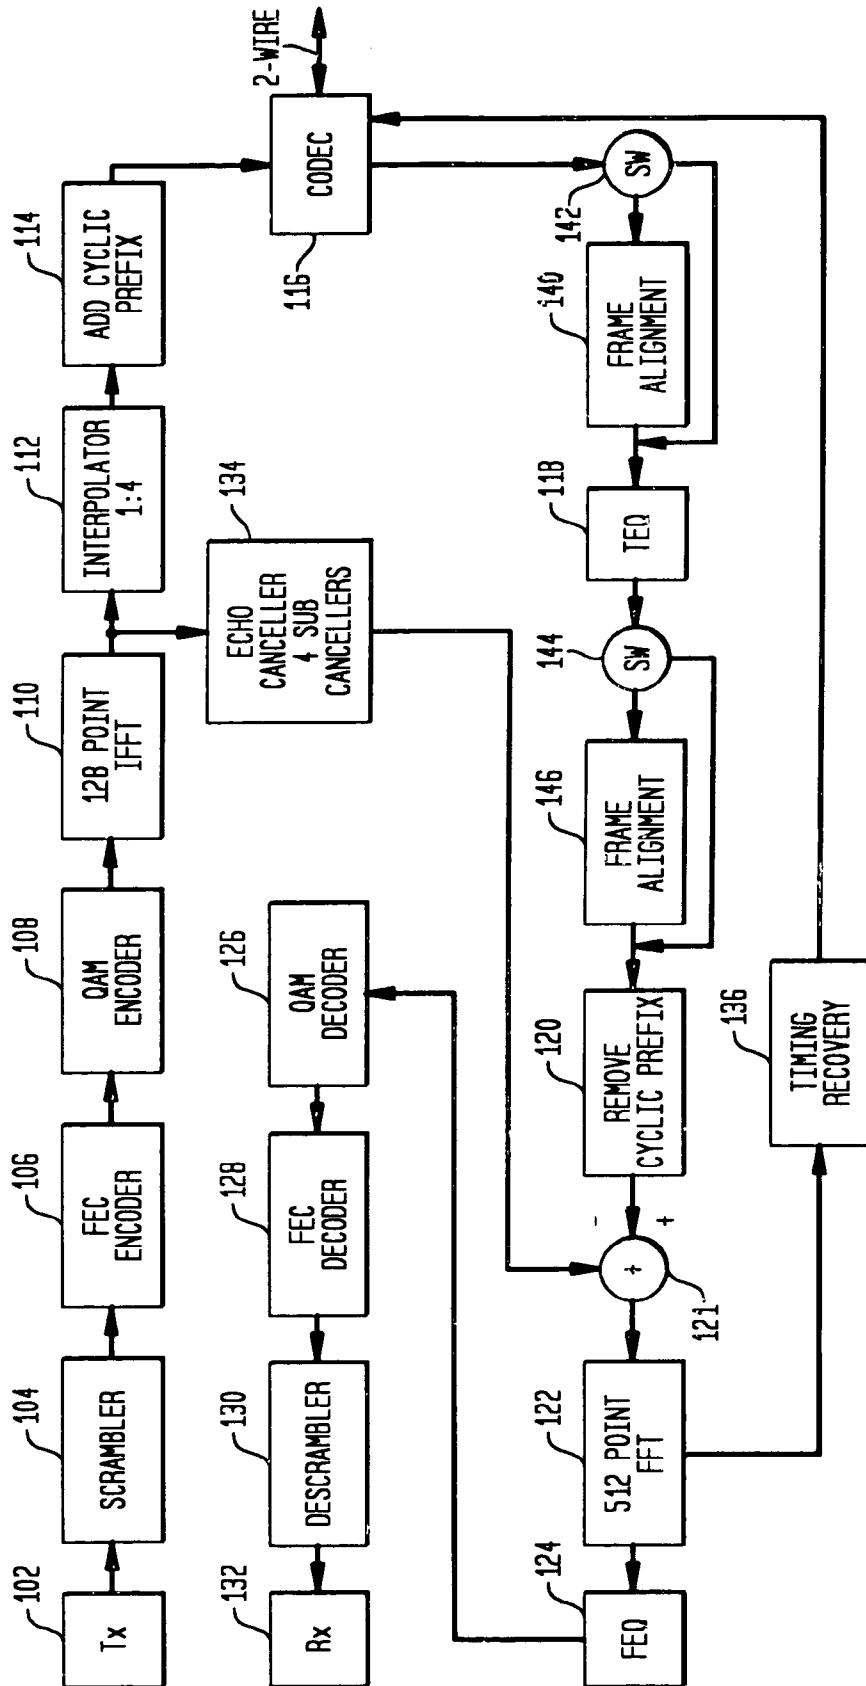 102
Tx
104
SCRAMBLER
106
FEC
ENCODER
108
QAM
ENCODER
110
128 POINT
IFFT
112
INTERPOLATOR
1:4
114
ADD CYCLIC
PREFIX
132
Rx
130
DESCRAMBLER
128
FEC
DECODER
126
QAM
DECODER
134
ECHO
CANCELLER
4 SUB
CANCELLERS
2-WIRE
CODEC
116
124
FEQ
122
512 POINT
FFT
-
+
+
121
120
REMOVE
CYCLIC PREFIX
146
FRAME
ALIGNMENT
144
SW
118
TEQ
140
FRAME
ALIGNMENT
142
SW
136
TIMING
RECOVERY